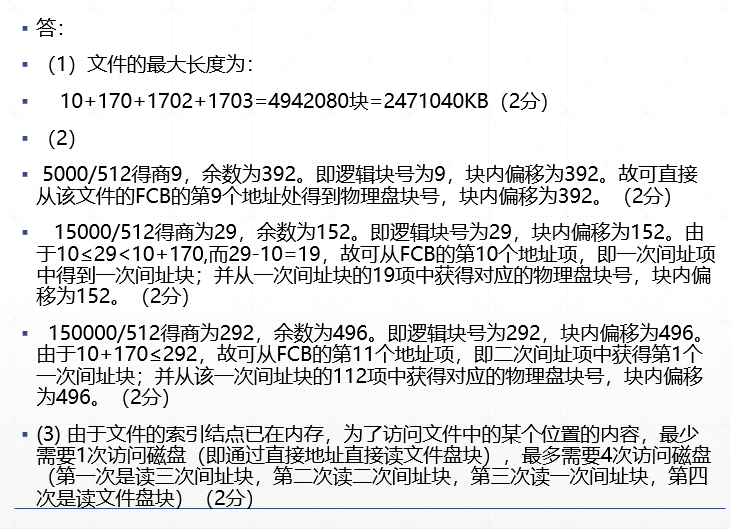 ▪ 答：
▪ （1）文件的最大长度为：
▪ 10+170+1702+1703=4942080块=2471040KB（2分）
▪ （2）
▪ 5000/512得商9，余数为392。即逻辑块号为9，块内偏移为392。故可直接
从该文件的FCB的第9个地址处得到物理盘块号，块内偏移为392。（2分）
▪ 15000/512得商为29，余数为152。即逻辑块号为29，块内偏移为152。由
于10≤29<10+170,而29-10=19，故可从FCB的第10个地址项，即一次间址项
中得到一次间址块；并从一次间址块的19项中获得对应的物理盘块号，块内偏
移为152。（2分）
▪ 150000/512得商为292，余数为496。即逻辑块号为292，块内偏移为496。
由于10+170≤292，故可从FCB的第11个地址项，即二次间址项中获得第1个
一次间址块；并从该一次间址块的112项中获得对应的物理盘块号，块内偏移
为496。（2分）
▪ (3) 由于文件的索引结点已在内存，为了访问文件中的某个位置的内容，最少
需要1次访问磁盘（即通过直接地址直接读文件盘块），最多需要4次访问磁盘
（第一次是读三次间址块，第二次读二次间址块，第三次读一次间址块，第四
次是读文件盘块）（2分）